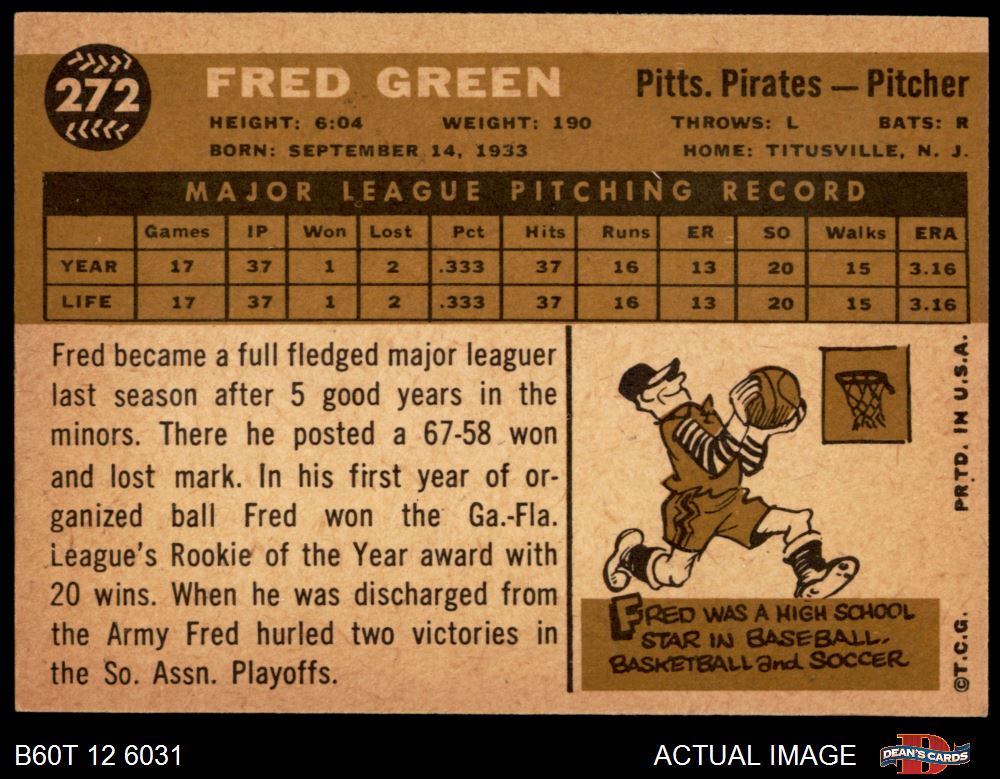 272
FRED GREEN
Pitts. Pirates — Pitcher
HEIGHT: 6:04 WEIGHT: 190 THROWS: L BATS: R
BORN: SEPTEMBER 14, 1933 HOME: TITUSVILLE, N. J.
MAJOR LEAGUE PITCHING RECORD
Games IP Won Lost Pct Hits Runs ER SO Walks ERA
YEAR 17 37 1 2 .333 37 16 13 20 15 3.16
LIFE 17 37 1 2 .333 37 16 13 20 15 3.16
Fred became a full fledged major leaguer
last season after 5 good years in the
minors. There he posted a 67-58 won
and lost mark. In his first year of or-
ganized ball Fred won the Ga.-Fla.
League's Rookie of the Year award with
20 wins. When he was discharged from
the Army Fred hurled two victories in
the So. Assn. Playoffs.
FRED WAS A HIGH SCHOOL
STAR IN BASEBALL,
BASKETBALL and SOCCER
©T.C.G. PRTD. IN U.S.A.
B60T 12 6031
ACTUAL IMAGE
D
DEAN'S CARDS